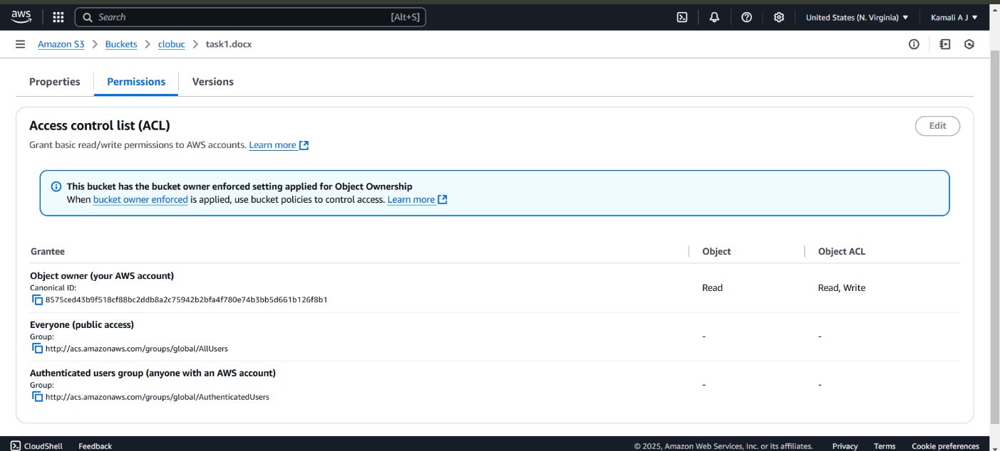 aws
Search [Alt+S]
United States (N. Virginia)
Kamali A J
Amazon S3 > Buckets > clobuc > task1.docx
Properties
Permissions
Versions
Access control list (ACL)
Edit
Grant basic read/write permissions to AWS accounts. Learn more
This bucket has the bucket owner enforced setting applied for Object Ownership
When bucket owner enforced is applied, use bucket policies to control access. Learn more
Grantee Object Object ACL
Object owner (your AWS account)
Canonical ID:
8575ced43b9f518cf88bc2ddb8a2c75942b2bfa4f780e74b3bb5d661b126f8b1
Read
Read, Write
Everyone (public access)
Group:
http://acs.amazonaws.com/groups/global/AllUsers
-
-
Authenticated users group (anyone with an AWS account)
Group:
http://acs.amazonaws.com/groups/global/AuthenticatedUsers
-
-
CloudShell Feedback © 2025, Amazon Web Services, Inc. or its affiliates. Privacy Terms Cookie preferences